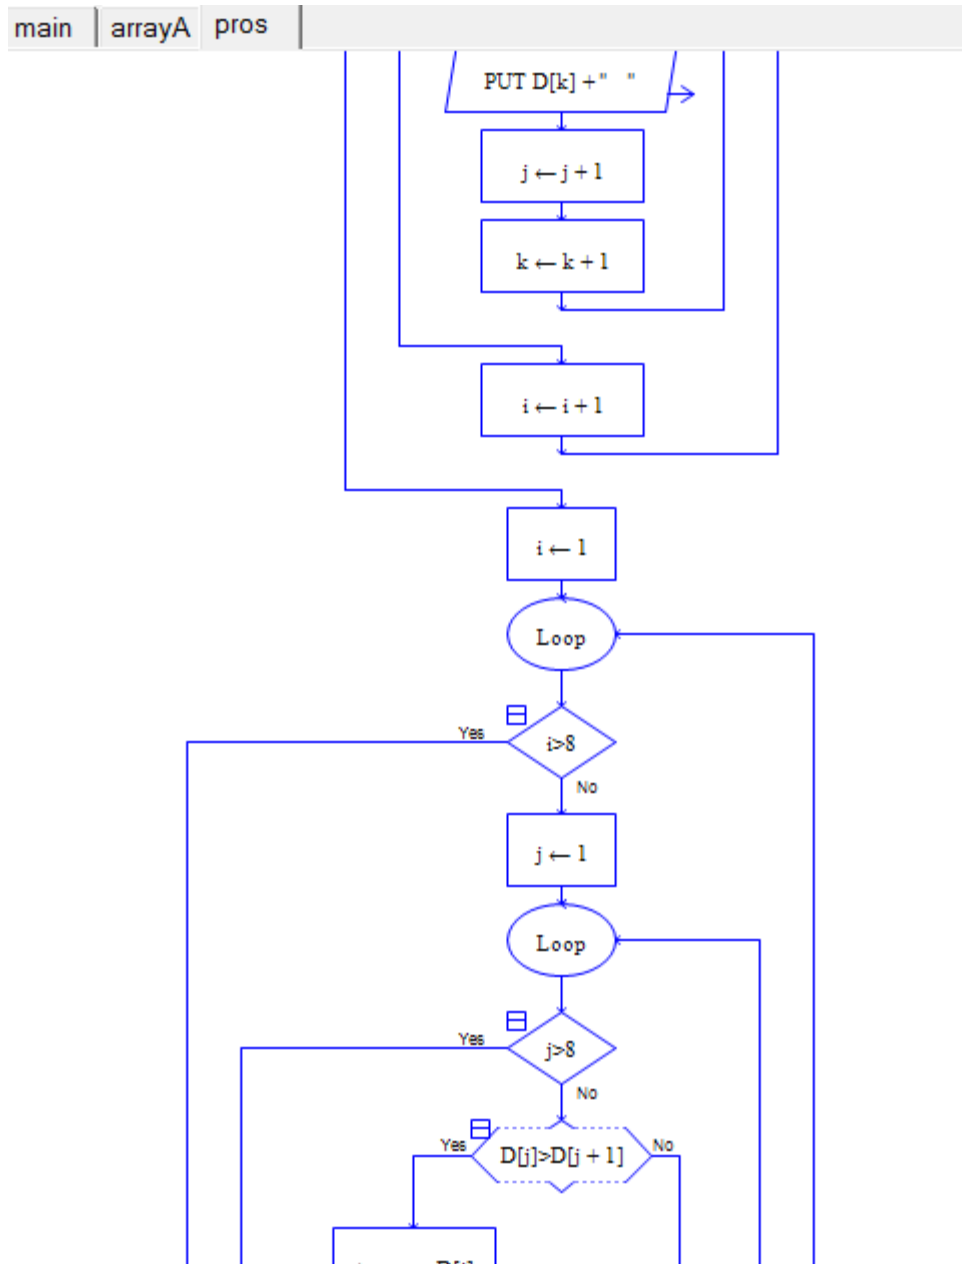 main arrayA pros
PUT D[k] +"   "
j ← j + 1
k ← k + 1
i ← i + 1
i ← 1
Loop
Yes
i>8
No
j ← 1
Loop
Yes
j>8
No
Yes
D[j]>D[j + 1]
No